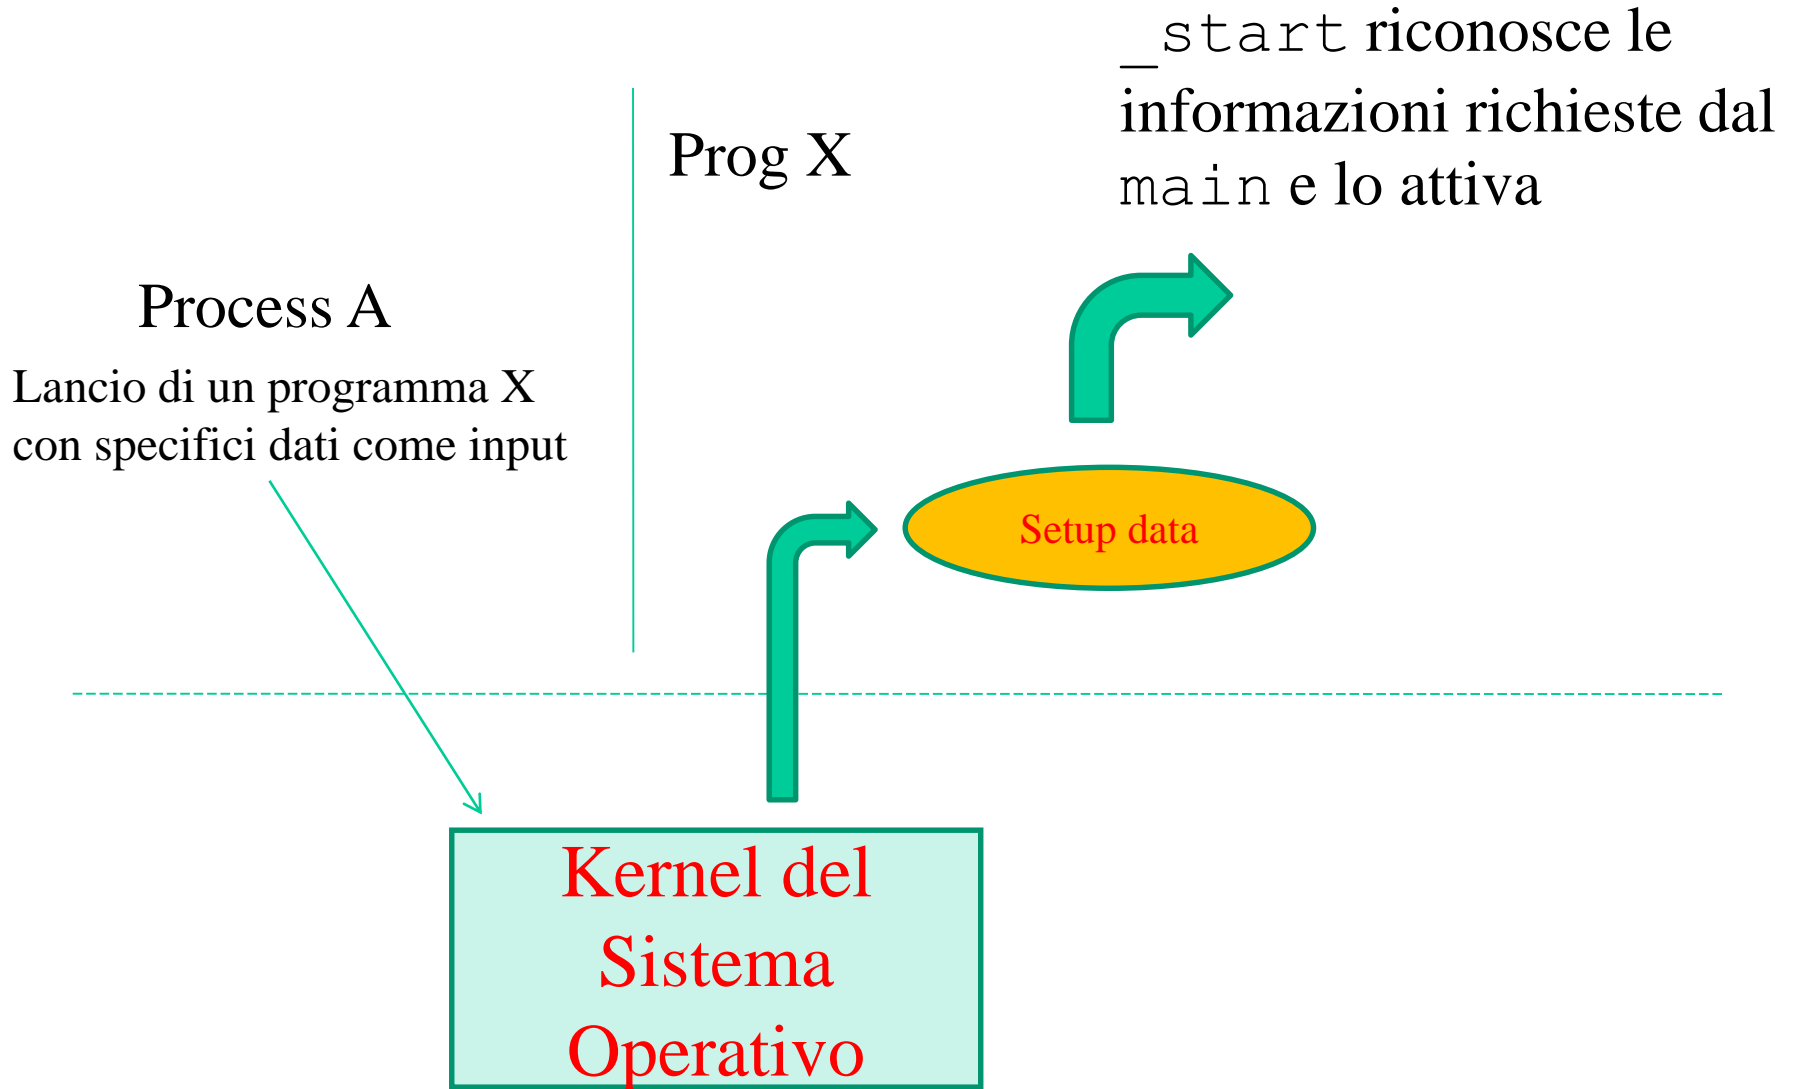 _start riconosce le
informazioni richieste dal
main e lo attiva
Prog X
Process A
Lancio di un programma X
con specifici dati come input
Setup data
Kernel del
Sistema
Operativo